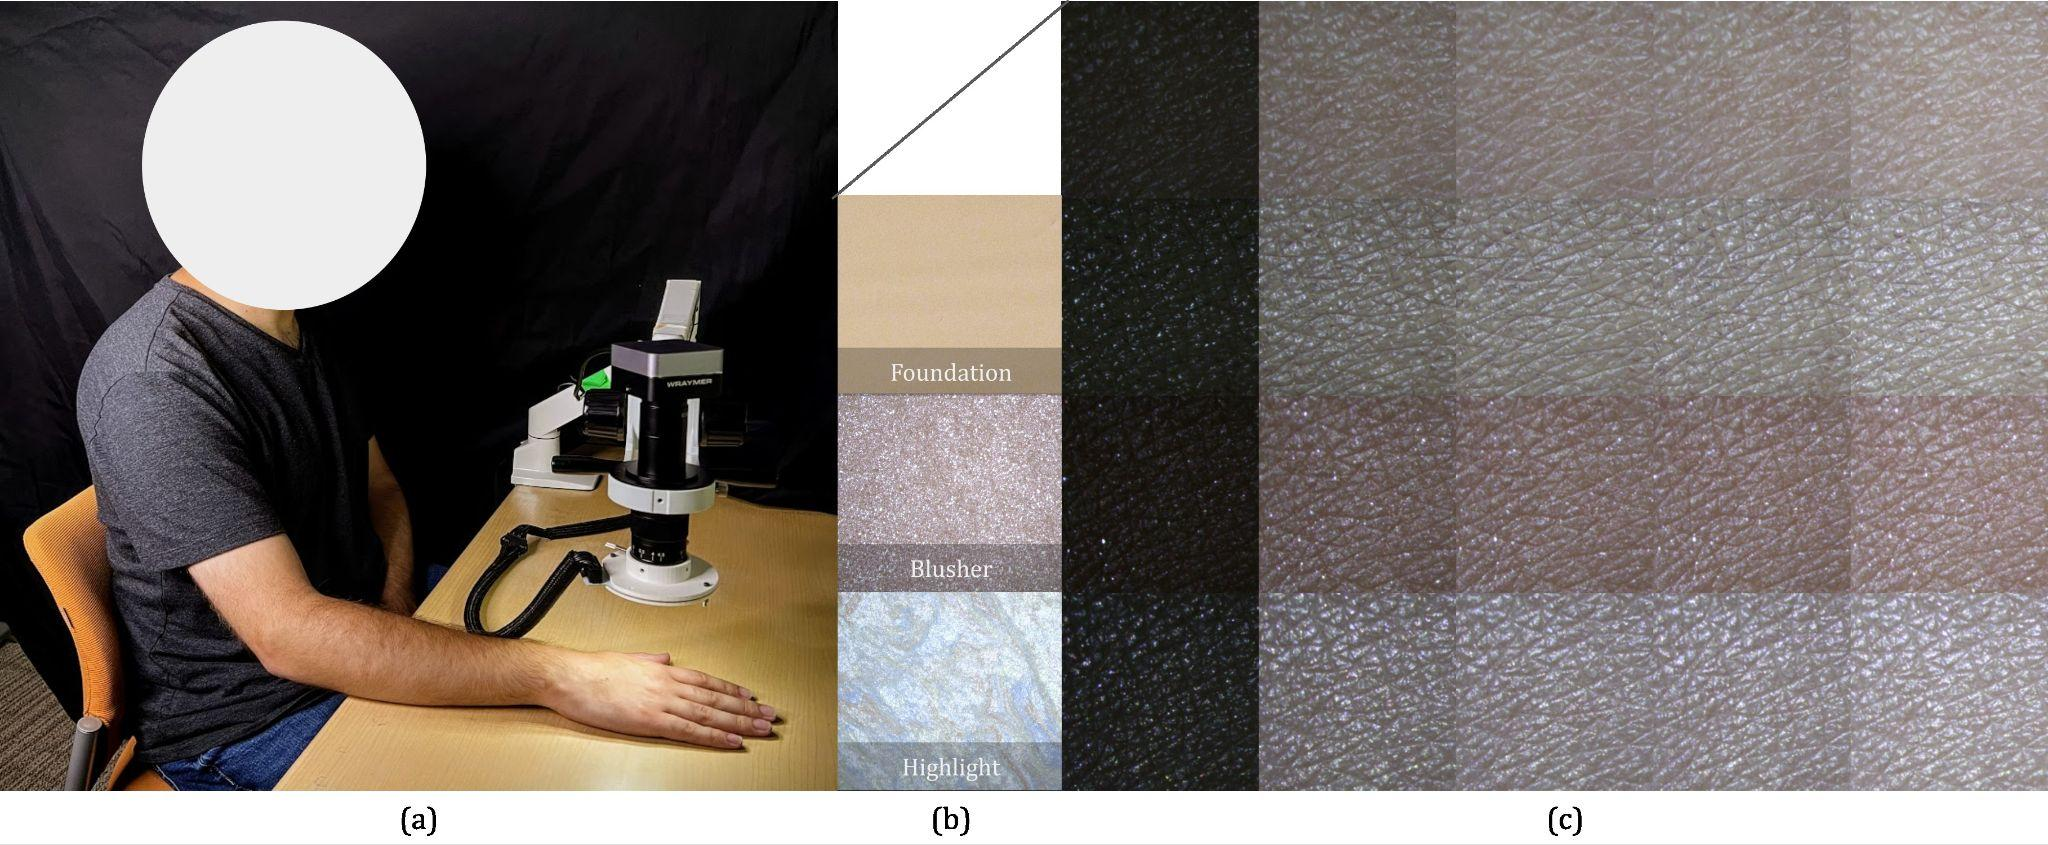 WRAYMER
Foundation
Blusher
Highlight
(a)
(b)
(c)